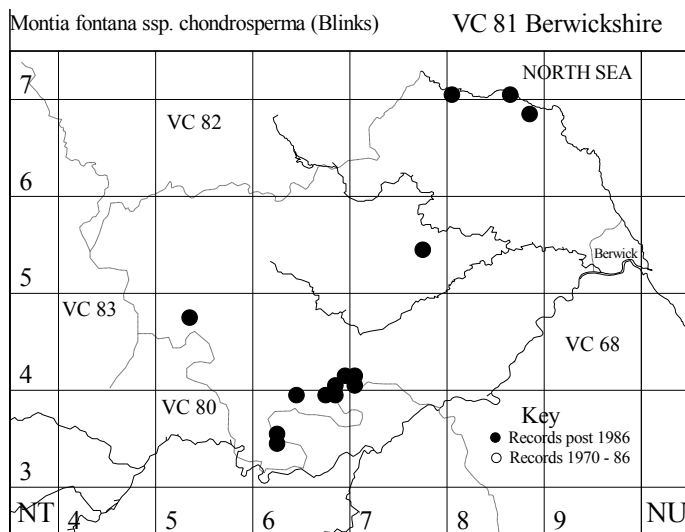 Montia fontana ssp. chondrosperma (Blinks) VC 81 Berwickshire
7
NORTH SEA
VC 82
6
Berwick
5
VC 83
VC 68
4
VC 80
Key
Records post 1986
Records 1970 - 86
3
NT 4 5 6 7 8 9 NU